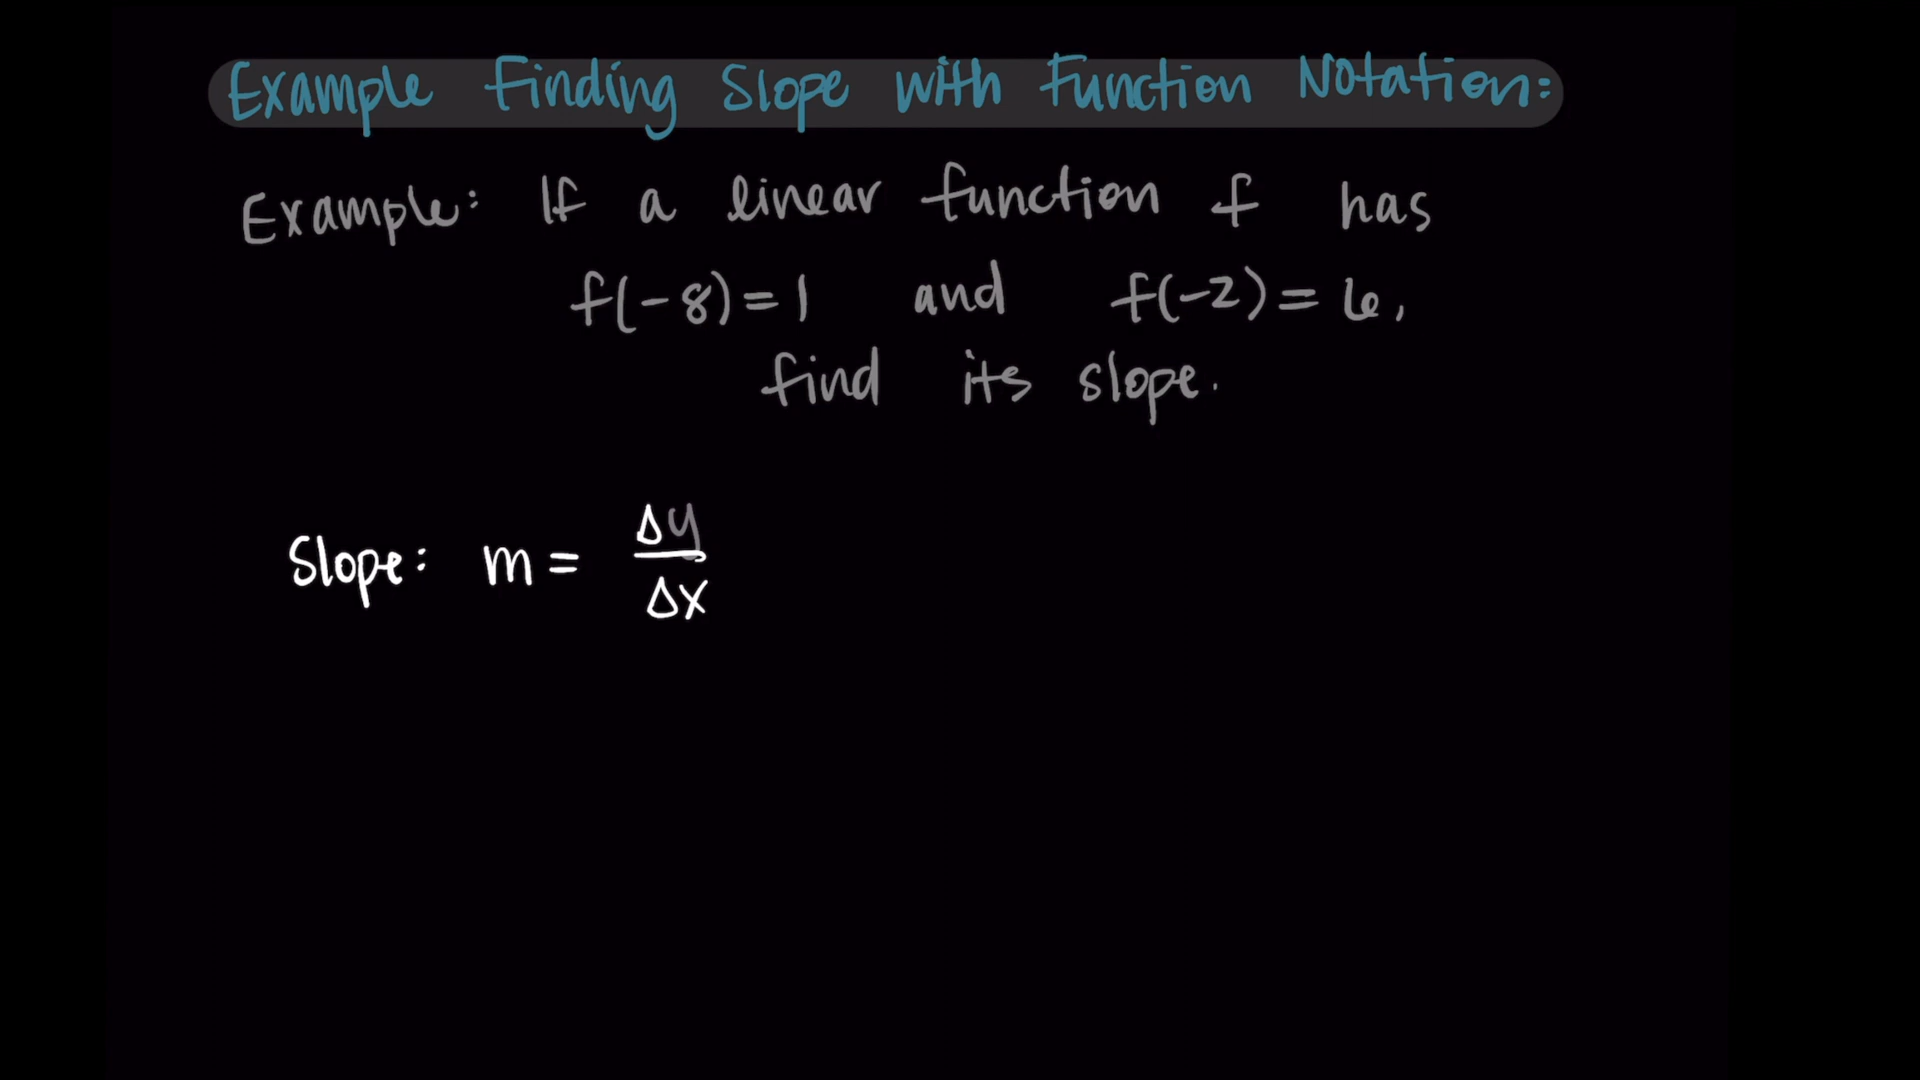 Example Finding Slope with Function Notation:
Example: If a linear function f has
f(-8)=1 and f(-2)=6,
find its slope.
Slope: m = Δy
Δx